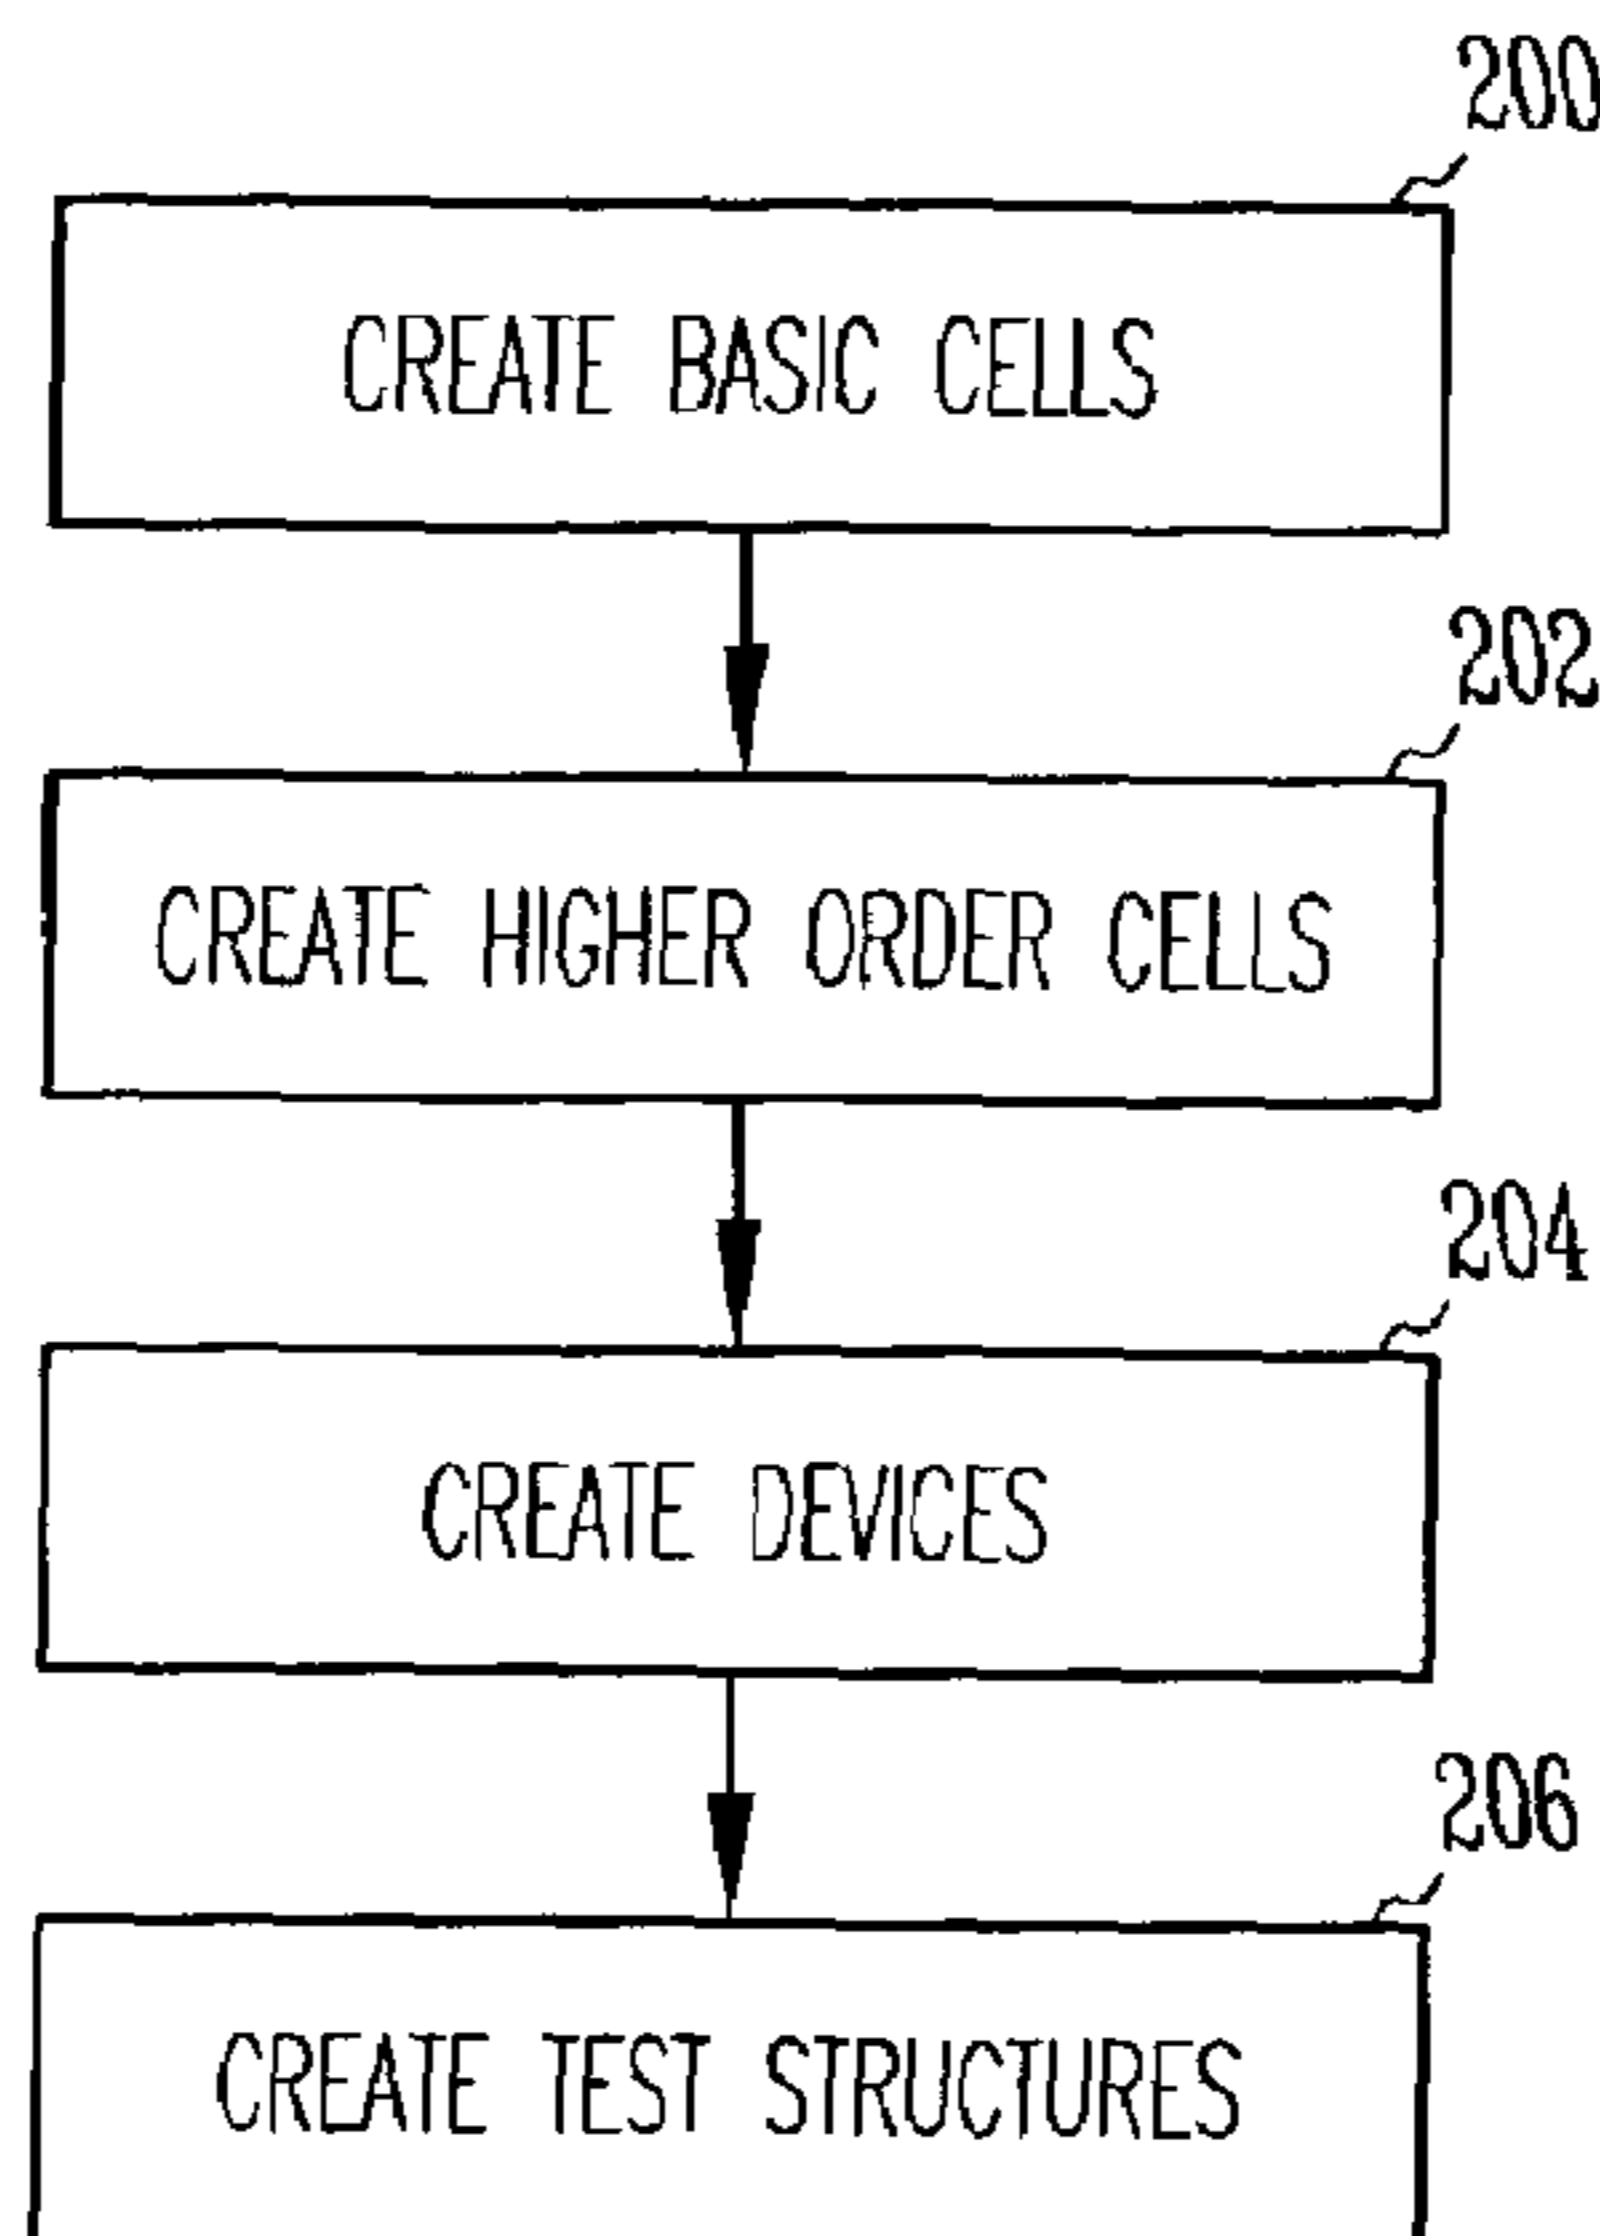 200
CREATE BASIC CELLS
202
CREATE HIGHER ORDER CELLS
204
CREATE DEVICES
206
CREATE TEST STRUCTURES